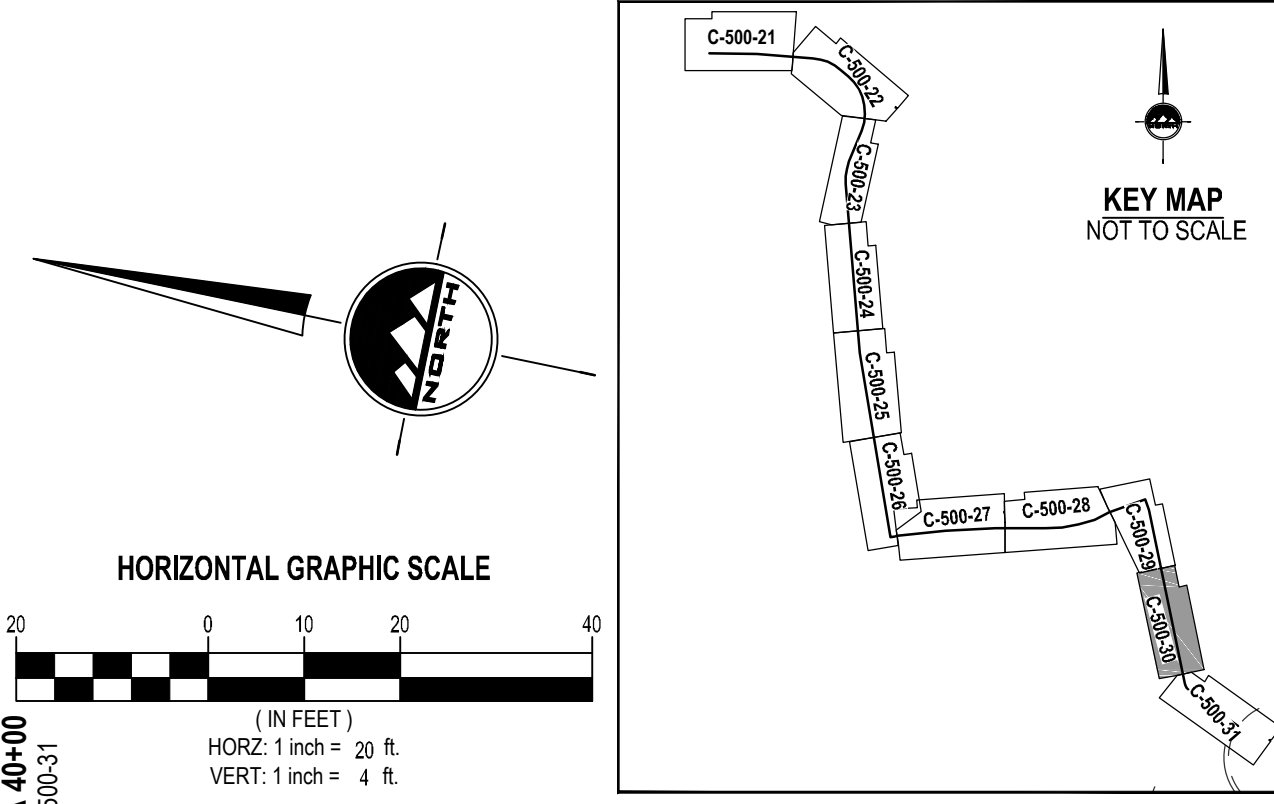 C-500-21
C-500-22
C-500-23
C-500-24
C-500-25
C-500-26
C-500-27
C-500-28
C-500-29
C-500-30
C-500-31
KEY MAP
NOT TO SCALE
NORTH
HORIZONTAL GRAPHIC SCALE
20 0 10 20 40
( IN FEET )
HORZ: 1 inch = 20 ft.
VERT: 1 inch = 4 ft.
40+00
500-31